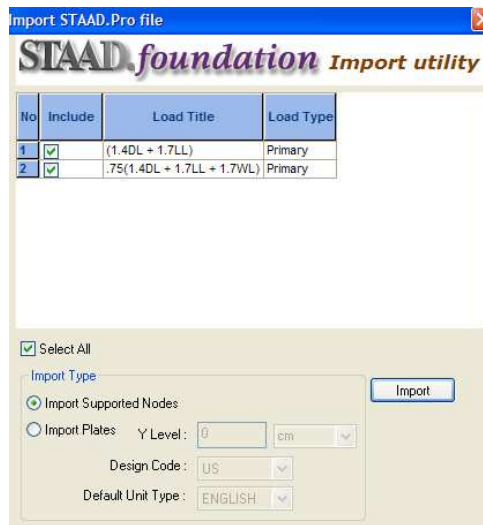 Import STAAD.Pro file
STAAD.foundation Import utility
No Include Load Title Load Type
1 (1.4DL + 1.7LL) Primary
2 .75(1.4DL + 1.7LL + 1.7WL) Primary
Select All
Import Type
Import Supported Nodes
Import
Import Plates Y Level : 0 cm
Design Code : US
Default Unit Type : ENGLISH